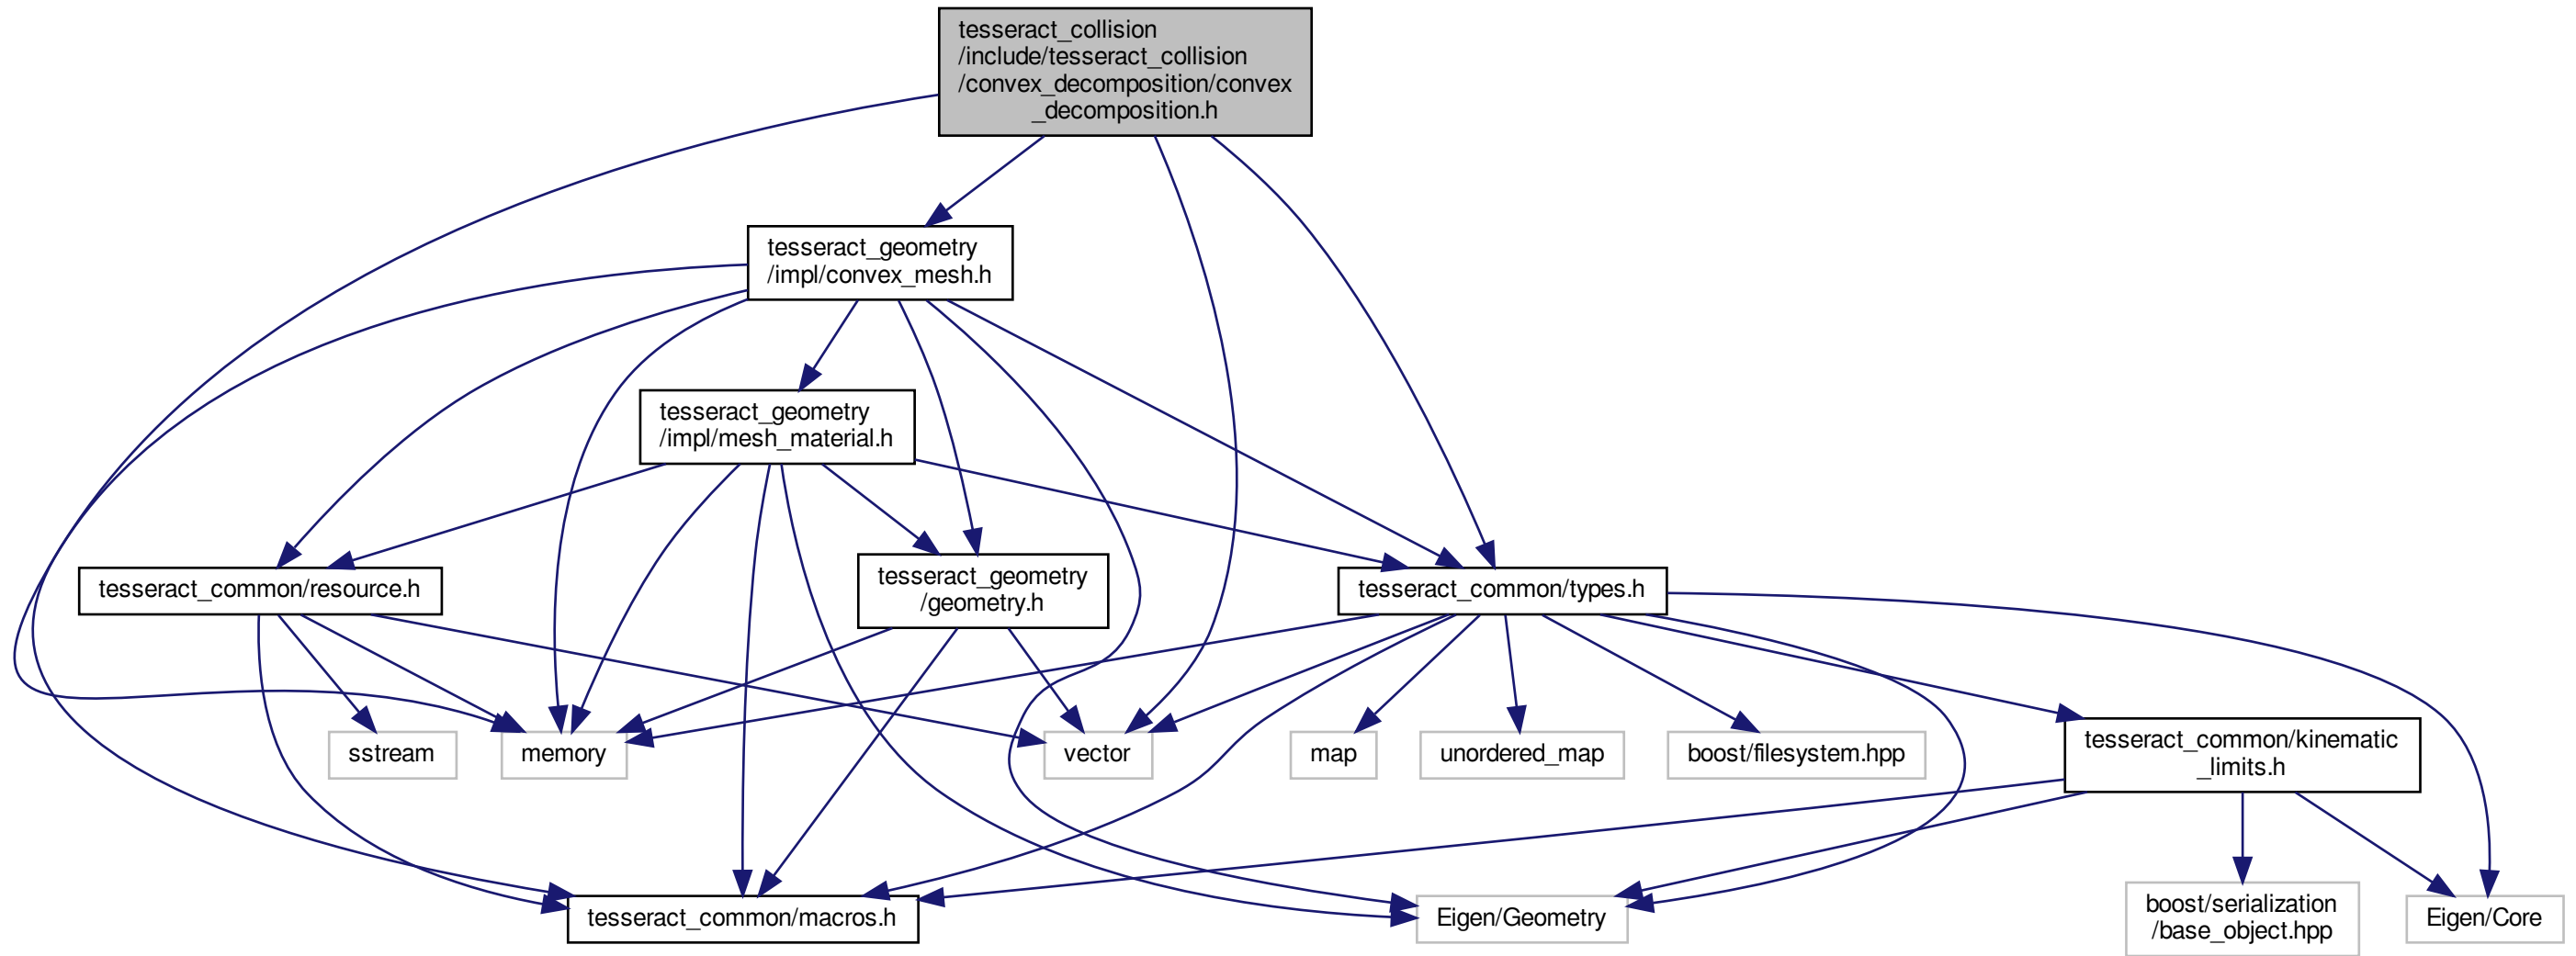 tesseract_collision
/include/tesseract_collision
/convex_decomposition/convex
_decomposition.h
tesseract_geometry
/impl/convex_mesh.h
tesseract_geometry
/impl/mesh_material.h
tesseract_common/resource.h
tesseract_geometry
/geometry.h
tesseract_common/types.h
sstream
memory
vector
map
unordered_map
boost/filesystem.hpp
tesseract_common/kinematic
_limits.h
tesseract_common/macros.h
Eigen/Geometry
boost/serialization
/base_object.hpp
Eigen/Core